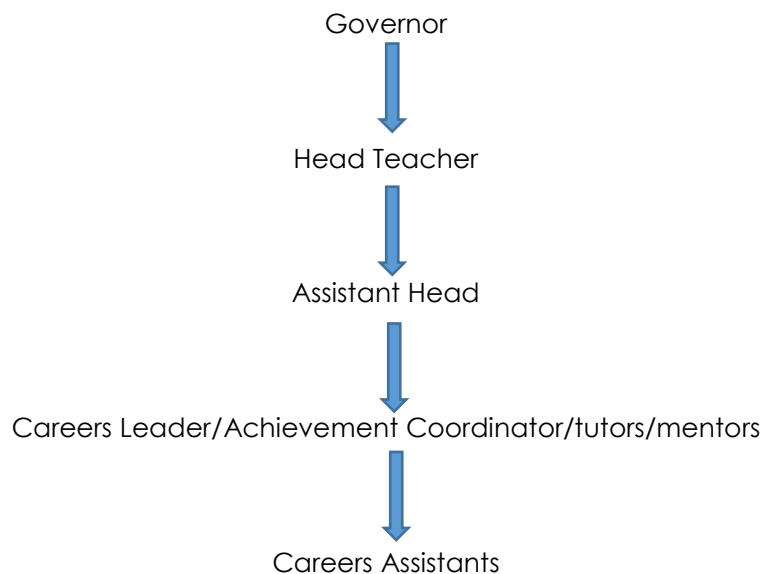 Governor
Head Teacher
Assistant Head
Careers Leader/Achievement Coordinator/tutors/mentors
Careers Assistants